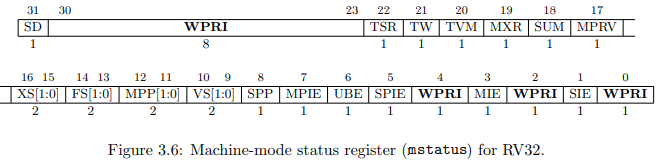 31 30 23 22 21 20 19 18 17
SD WPRI TSR TW TVM MXR SUM MPRV
1 8 1 1 1 1 1 1
16 15 14 13 12 11 10 9 8 7 6 5 4 3 2 1 0
XS[1:0] FS[1:0] MPP[1:0] VS[1:0] SPP MPIE UBE SPIE WPRI MIE WPRI SIE WPRI
2 2 2 2 1 1 1 1 1 1 1 1 1
Figure 3.6: Machine-mode status register (mstatus) for RV32.